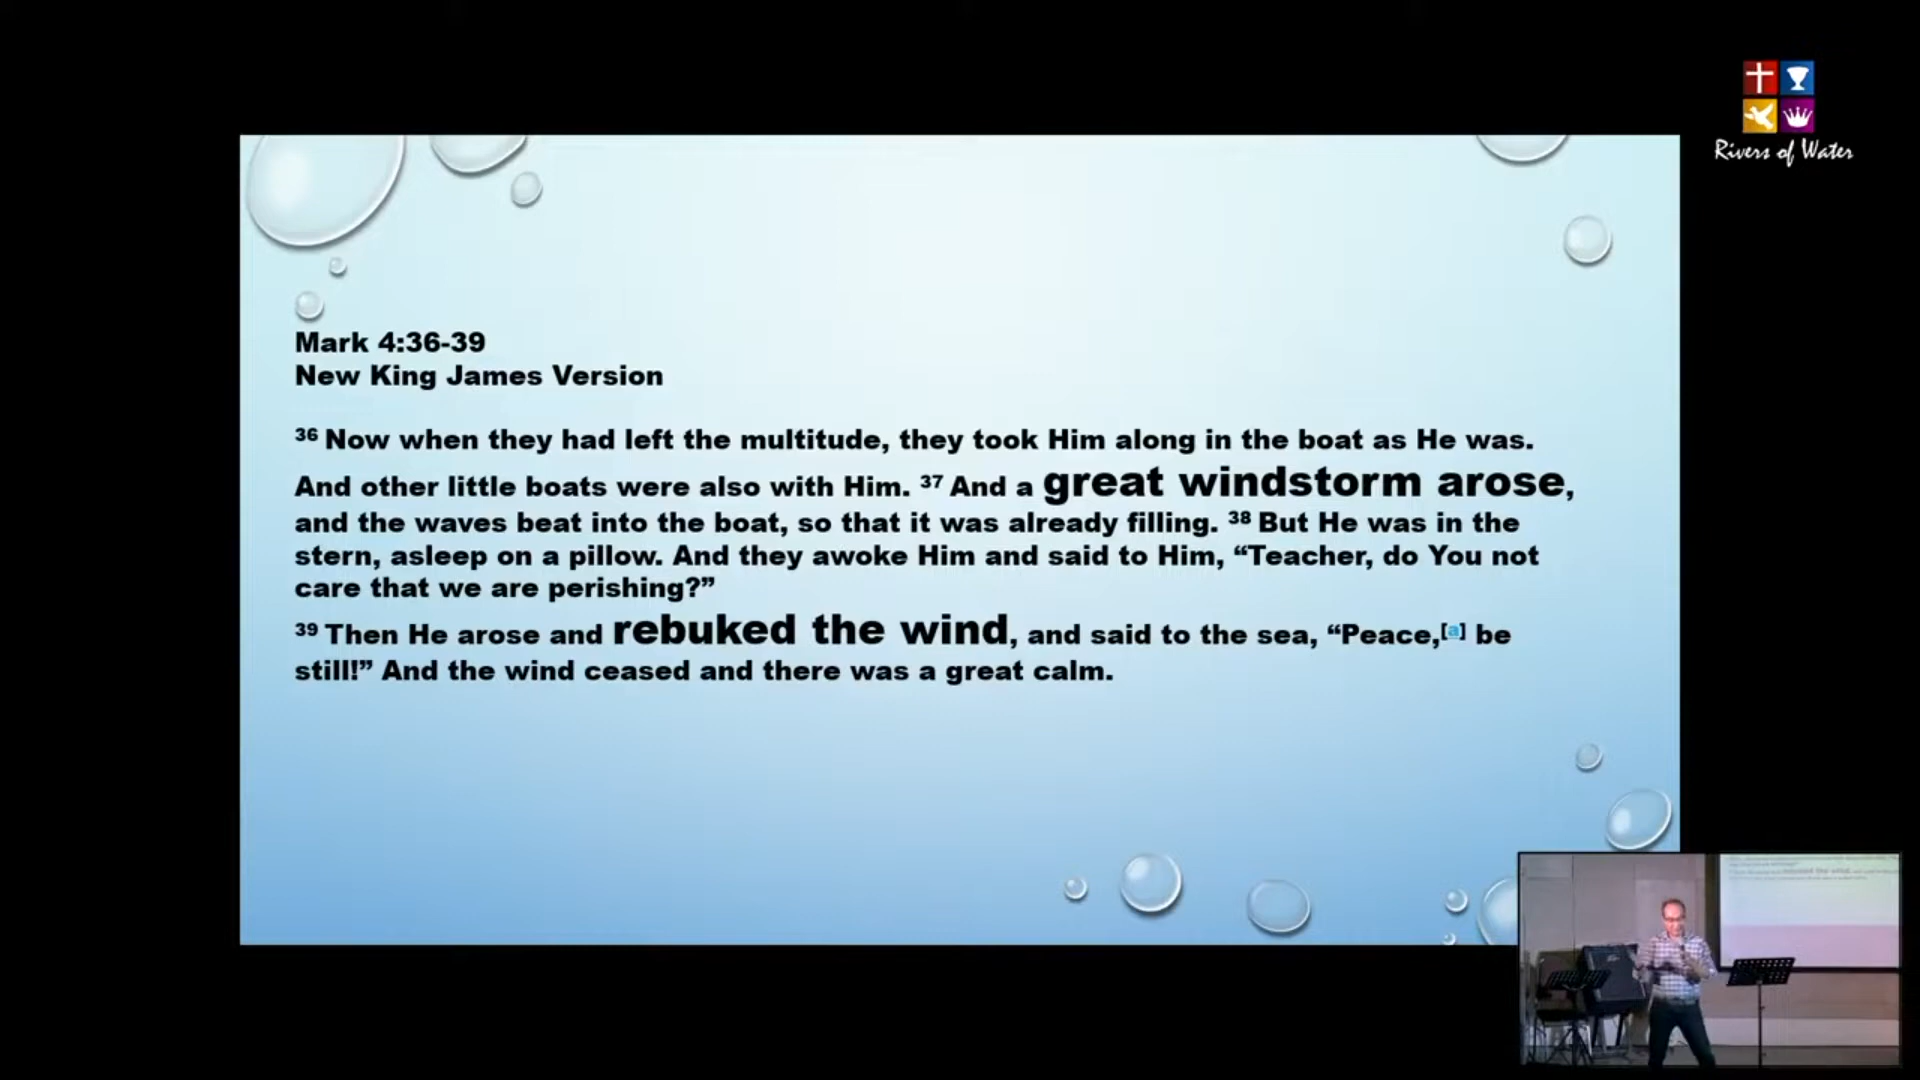 Rivers of Water
Mark 4:36-39
New King James Version
36 Now when they had left the multitude, they took Him along in the boat as He was.
And other little boats were also with Him. 37 And a great windstorm arose,
and the waves beat into the boat, so that it was already filling. 38 But He was in the
stern, asleep on a pillow. And they awoke Him and said to Him, “Teacher, do You not
care that we are perishing?”
39 Then He arose and rebuked the wind, and said to the sea, “Peace,[a] be
still!” And the wind ceased and there was a great calm.